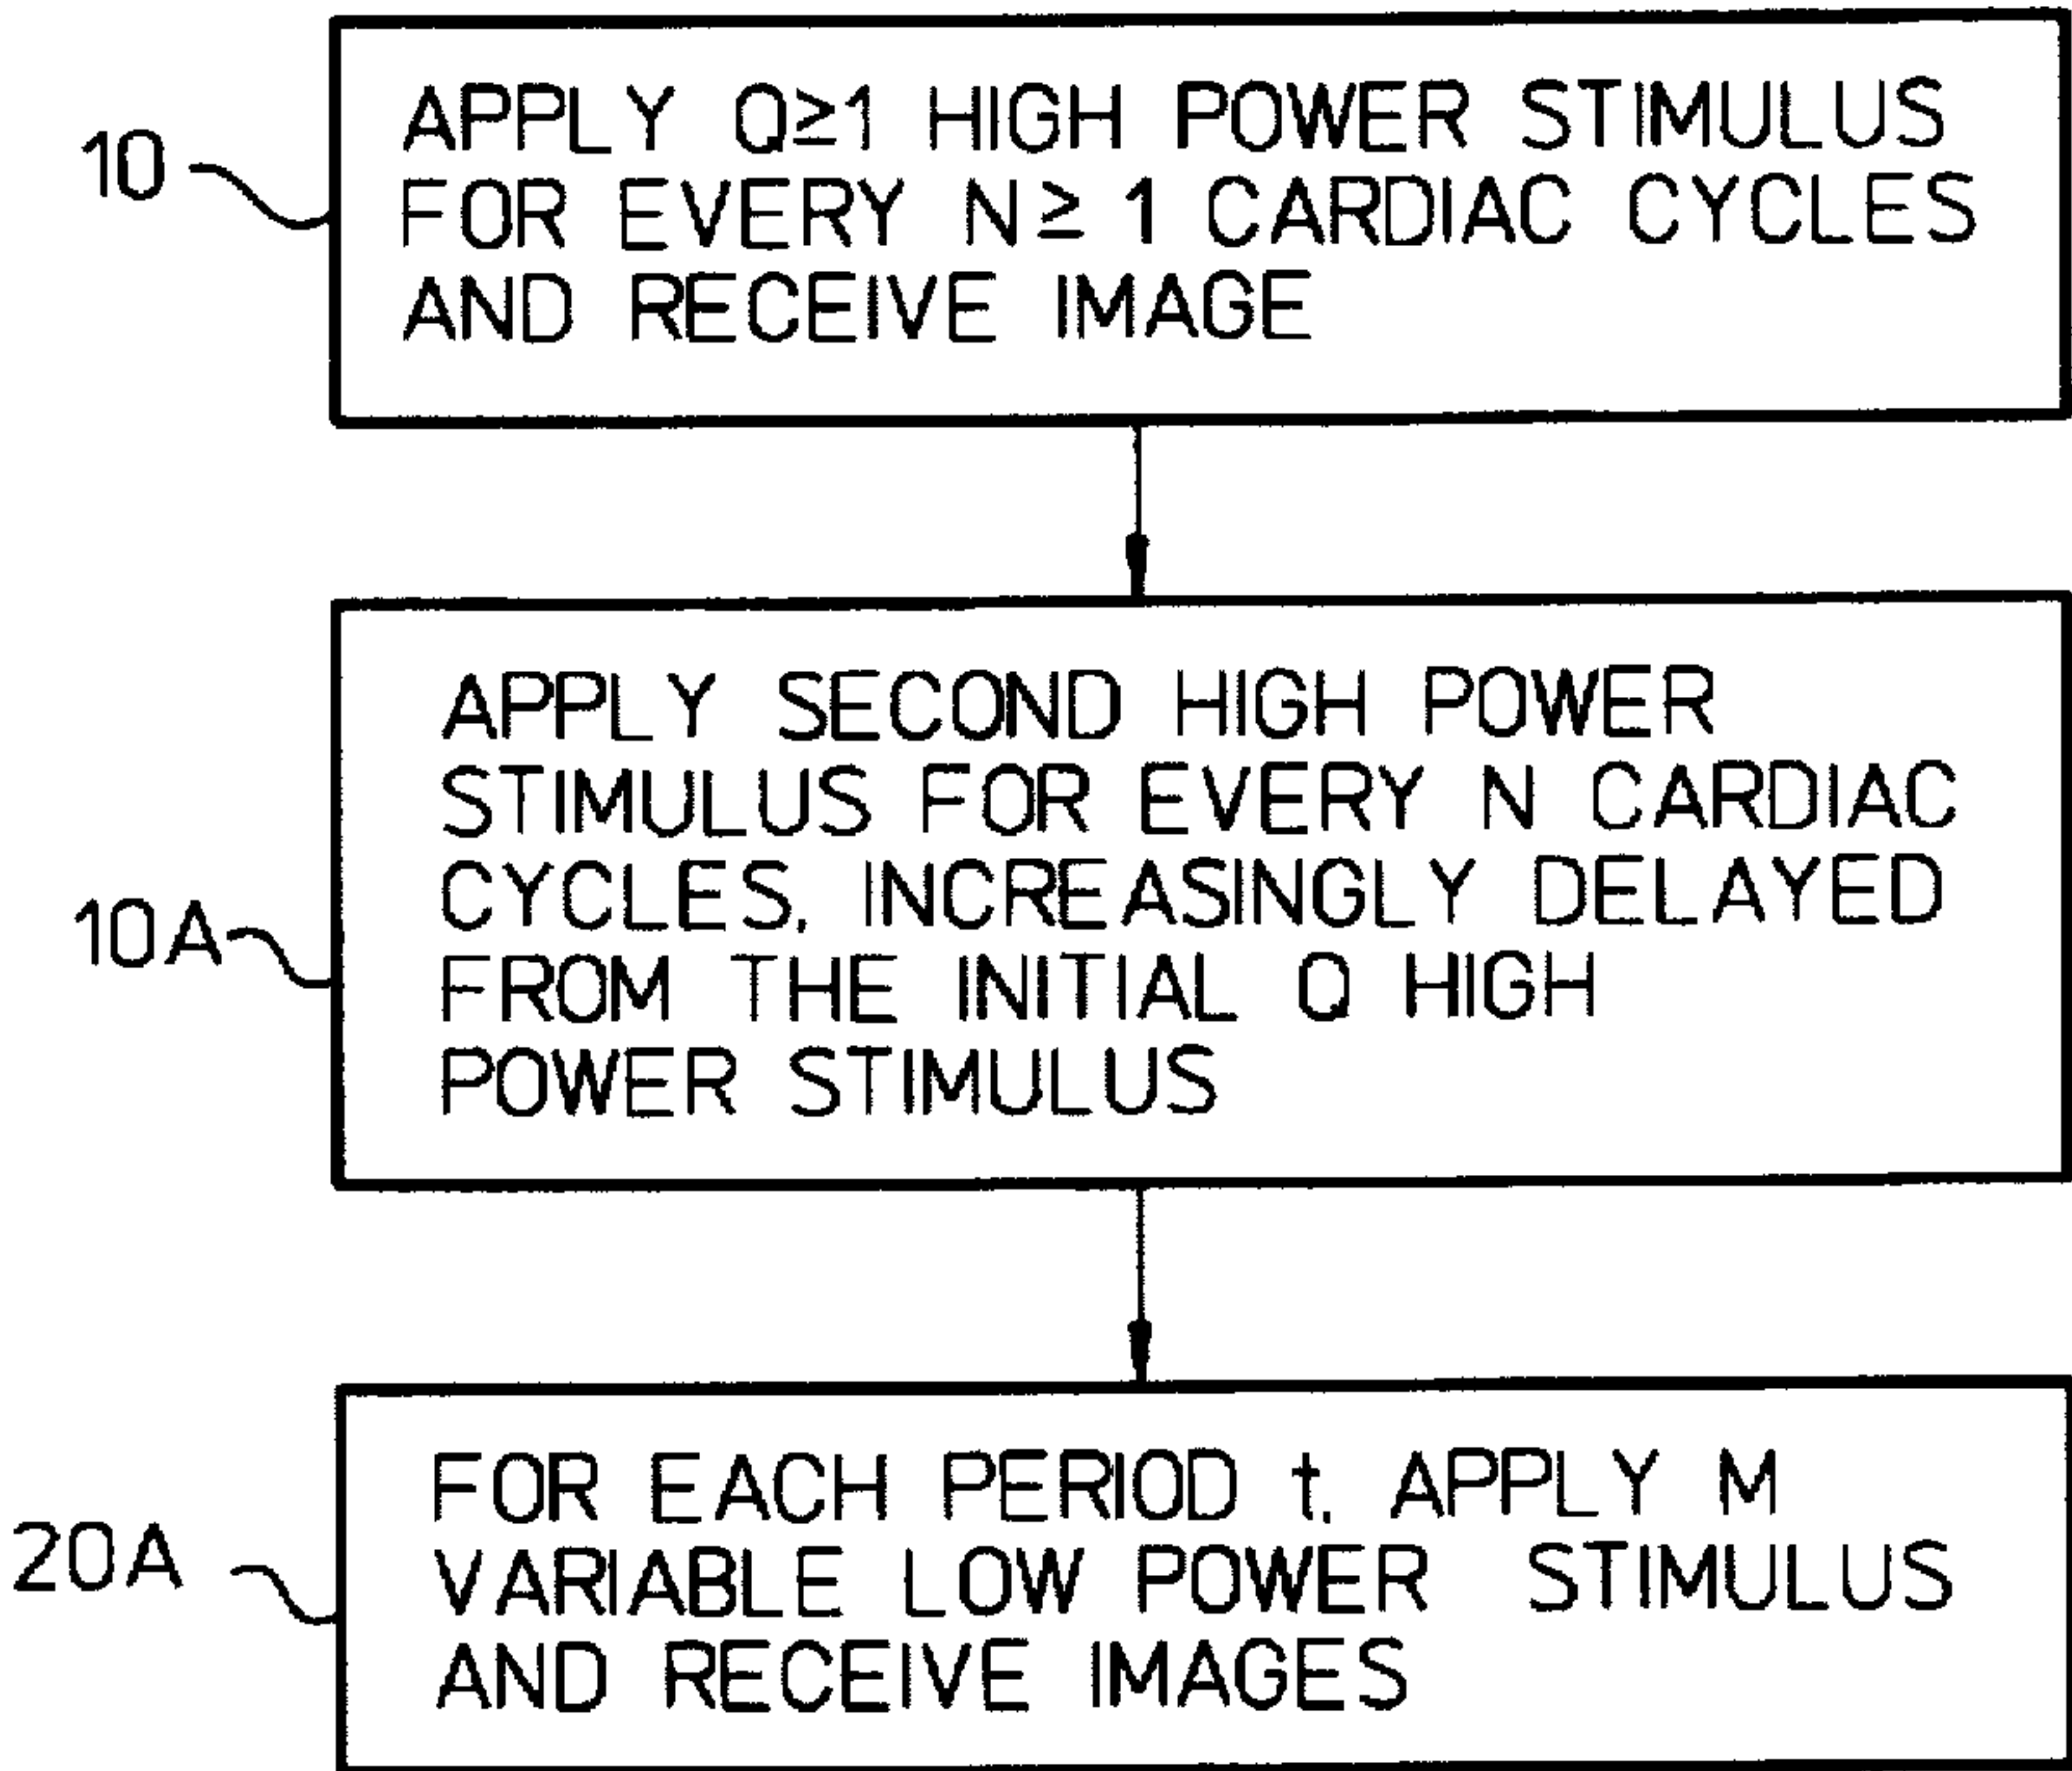 APPLY Q≥1 HIGH POWER STIMULUS
10
FOR EVERY N≥ 1 CARDIAC CYCLES
AND RECEIVE IMAGE
APPLY SECOND HIGH POWER
STIMULUS FOR EVERY N CARDIAC
CYCLES, INCREASINGLY DELAYED
10A
FROM THE INITIAL Q HIGH
POWER STIMULUS
FOR EACH PERIOD t, APPLY M
20A
VARIABLE LOW POWER STIMULUS
AND RECEIVE IMAGES